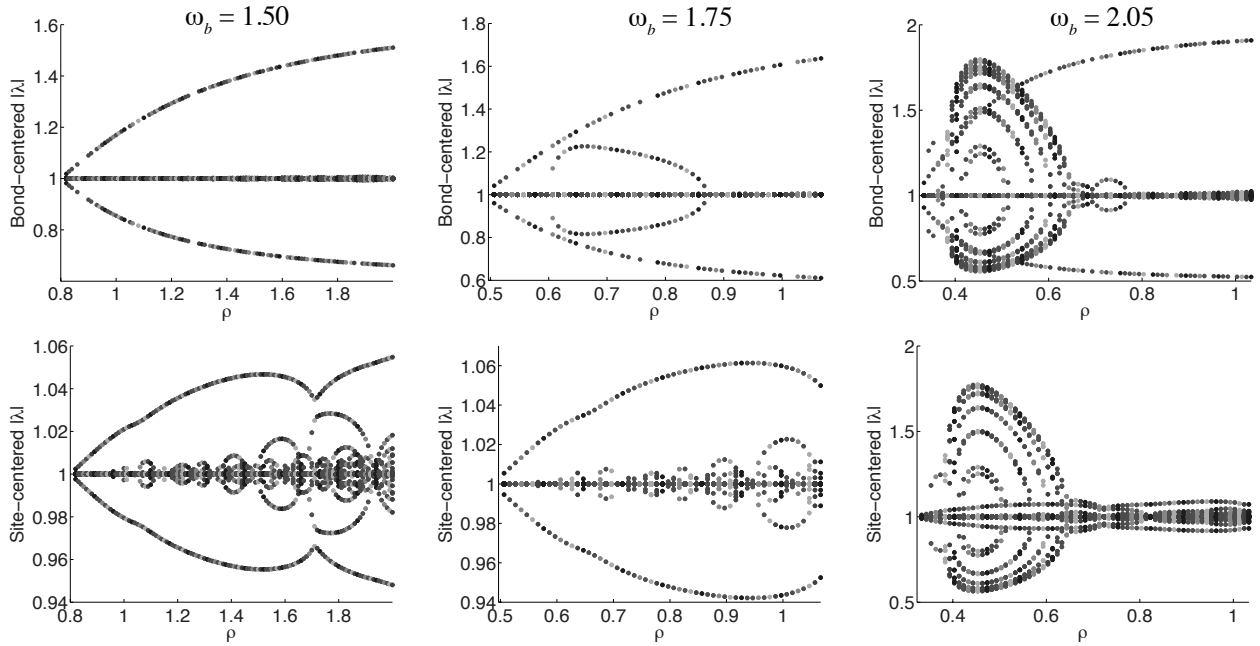 ω_b = 1.50
ω_b = 1.75
ω_b = 2.05
Bond−centered |λ|
1.6
1.4
1.2
1
0.8
0.8 1 1.2 1.4 1.6 1.8
ρ
Bond−centered |λ|
1.8
1.6
1.4
1.2
1
0.8
0.6
0.5 0.6 0.7 0.8 0.9 1
ρ
Bond−centered |λ|
2
1.5
1
0.5
0.4 0.6 0.8 1
ρ
Site−centered |λ|
1.06
1.04
1.02
1
0.98
0.96
0.94
0.8 1 1.2 1.4 1.6 1.8
ρ
Site−centered |λ|
1.06
1.04
1.02
1
0.98
0.96
0.94
0.5 0.6 0.7 0.8 0.9 1
ρ
Site−centered |λ|
2
1.5
1
0.5
0.4 0.6 0.8 1
ρ